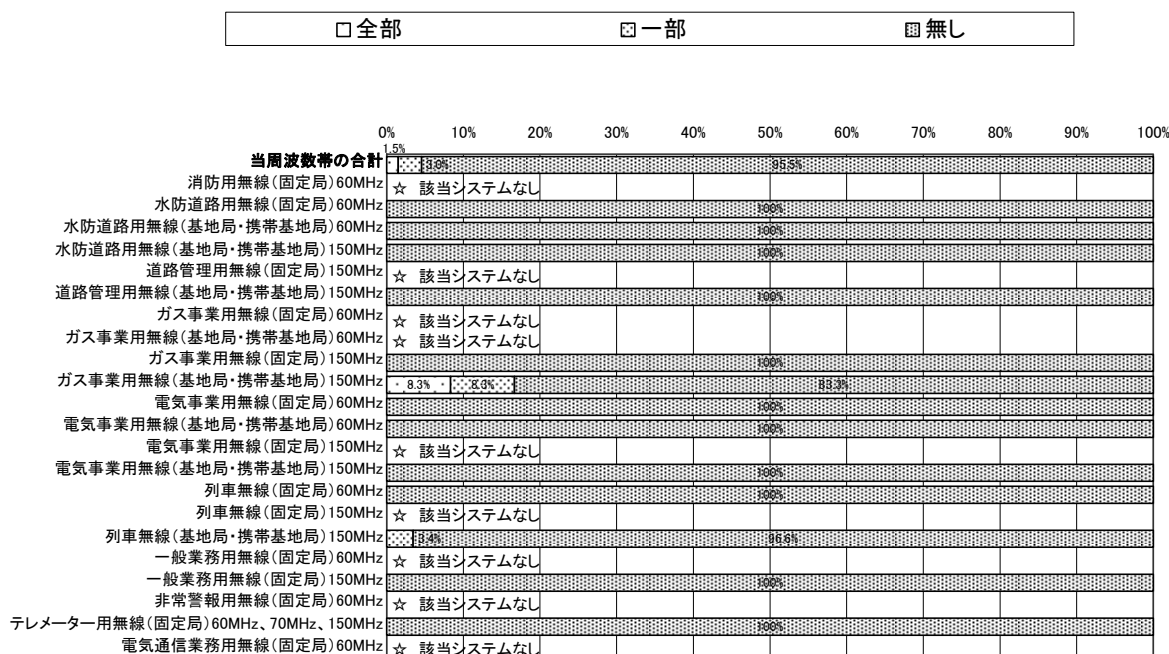 全部 一部 無し
0% 10% 20% 30% 40% 50% 60% 70% 80% 90% 100%
1.5%
当周波数帯の合計 3.0% 95.5%
消防用無線(固定局)60MHz ☆ 該当システムなし
水防道路用無線(固定局)60MHz 100%
水防道路用無線(基地局・携帯基地局)60MHz 100%
水防道路用無線(基地局・携帯基地局)150MHz 100%
道路管理用無線(固定局)150MHz ☆ 該当システムなし
道路管理用無線(基地局・携帯基地局)150MHz 100%
ガス事業用無線(固定局)60MHz ☆ 該当システムなし
ガス事業用無線(基地局・携帯基地局)60MHz ☆ 該当システムなし
ガス事業用無線(固定局)150MHz 100%
ガス事業用無線(基地局・携帯基地局)150MHz 8.3% 8.3% 83.3%
電気事業用無線(固定局)60MHz 100%
電気事業用無線(基地局・携帯基地局)60MHz 100%
電気事業用無線(固定局)150MHz ☆ 該当システムなし
電気事業用無線(基地局・携帯基地局)150MHz 100%
列車無線(固定局)60MHz 100%
列車無線(固定局)150MHz ☆ 該当システムなし
列車無線(基地局・携帯基地局)150MHz 3.4% 96.6%
一般業務用無線(固定局)60MHz ☆ 該当システムなし
一般業務用無線(固定局)150MHz 100%
非常警報用無線(固定局)60MHz ☆ 該当システムなし
テレメーター用無線(固定局)60MHz、70MHz、150MHz 100%
電気通信業務用無線(固定局)60MHz ☆ 該当システムなし